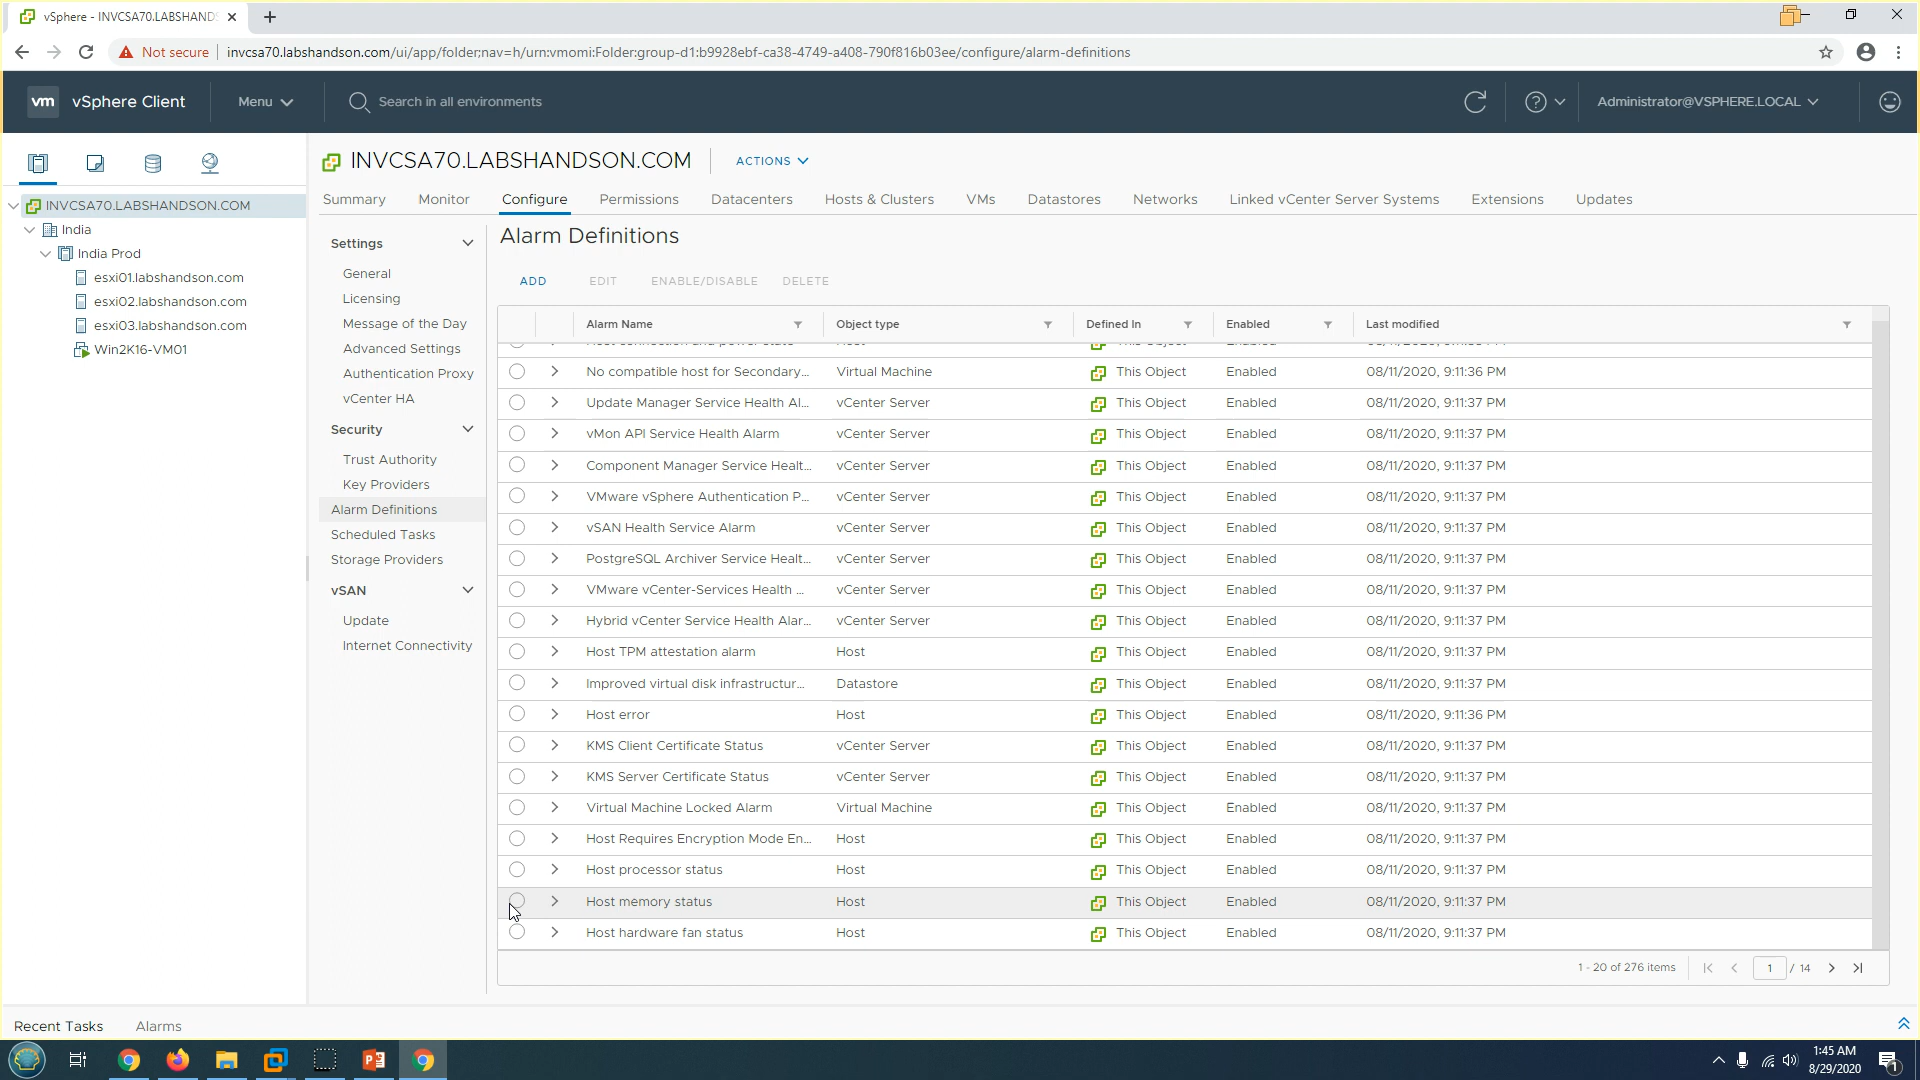 vSphere - INVCSA70.LABSHANDS
Not secure
invcsa70.labshandson.com/ui/app/folder;nav=h/urn:vmomi:Folder:group-d1:b9928ebf-ca38-4749-a408-790f816b03ee/configure/alarm-definitions
vm vSphere Client Menu Search in all environments Administrator@VSPHERE.LOCAL
INVCSA70.LABSHANDSON.COM ACTIONS
Summary Monitor Configure Permissions Datacenters Hosts & Clusters VMs Datastores Networks Linked vCenter Server Systems Extensions Updates
INVCSA70.LABSHANDSON.COM
India
India Prod
esxi01.labshandson.com
esxi02.labshandson.com
esxi03.labshandson.com
Win2K16-VM01
Settings
General
Licensing
Message of the Day
Advanced Settings
Authentication Proxy
vCenter HA
Security
Trust Authority
Key Providers
Alarm Definitions
Scheduled Tasks
Storage Providers
vSAN
Update
Internet Connectivity
Alarm Definitions
ADD EDIT ENABLE/DISABLE DELETE
Alarm Name Object type Defined In Enabled Last modified
No compatible host for Secondary... Virtual Machine This Object Enabled 08/11/2020, 9:11:36 PM
Update Manager Service Health Al... vCenter Server This Object Enabled 08/11/2020, 9:11:37 PM
vMon API Service Health Alarm vCenter Server This Object Enabled 08/11/2020, 9:11:37 PM
Component Manager Service Healt... vCenter Server This Object Enabled 08/11/2020, 9:11:37 PM
VMware vSphere Authentication P... vCenter Server This Object Enabled 08/11/2020, 9:11:37 PM
vSAN Health Service Alarm vCenter Server This Object Enabled 08/11/2020, 9:11:37 PM
PostgreSQL Archiver Service Healt... vCenter Server This Object Enabled 08/11/2020, 9:11:37 PM
VMware vCenter-Services Health ... vCenter Server This Object Enabled 08/11/2020, 9:11:37 PM
Hybrid vCenter Service Health Alar... vCenter Server This Object Enabled 08/11/2020, 9:11:37 PM
Host TPM attestation alarm Host This Object Enabled 08/11/2020, 9:11:37 PM
Improved virtual disk infrastructur... Datastore This Object Enabled 08/11/2020, 9:11:37 PM
Host error Host This Object Enabled 08/11/2020, 9:11:36 PM
KMS Client Certificate Status vCenter Server This Object Enabled 08/11/2020, 9:11:37 PM
KMS Server Certificate Status vCenter Server This Object Enabled 08/11/2020, 9:11:37 PM
Virtual Machine Locked Alarm Virtual Machine This Object Enabled 08/11/2020, 9:11:37 PM
Host Requires Encryption Mode En... Host This Object Enabled 08/11/2020, 9:11:37 PM
Host processor status Host This Object Enabled 08/11/2020, 9:11:37 PM
Host memory status Host This Object Enabled 08/11/2020, 9:11:37 PM
Host hardware fan status Host This Object Enabled 08/11/2020, 9:11:37 PM
1 - 20 of 276 items 1 / 14
Recent Tasks Alarms
1:45 AM
8/29/2020
1